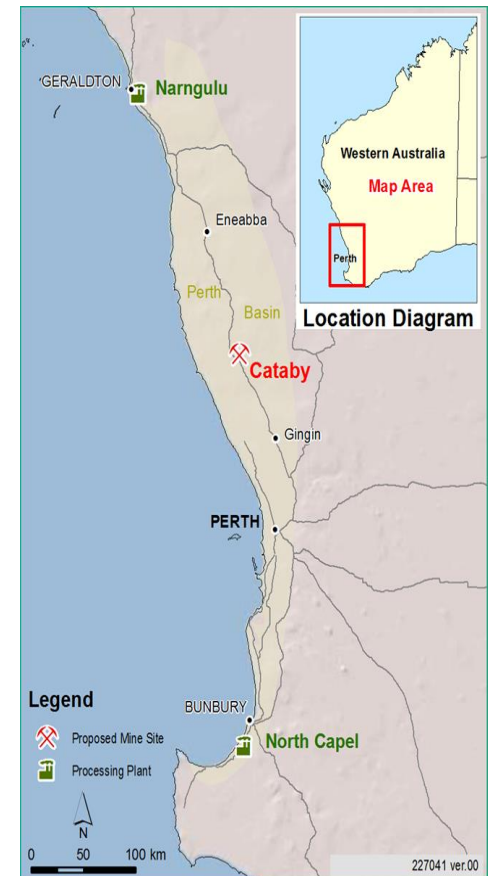 GERALDTON
Narngulu
Western Australia
Map Area
Perth
Location Diagram
Eneabba
Perth
Basin
Cataby
Gingin
PERTH
Legend
BUNBURY
Proposed Mine Site
North Capel
Processing Plant
N
0 50 100 km
227041 ver.00